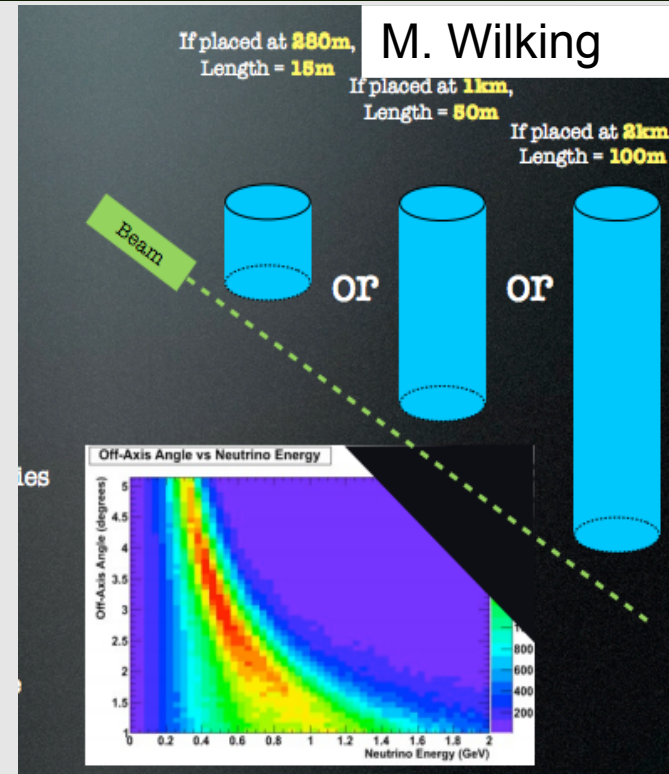 If placed at 280m,
Length = 15m
M. Wilking
If placed at 1km,
Length = 50m
If placed at 2km
Length = 100m
Beam
or
or
ies
Off-Axis Angle vs Neutrino Energy
Off-Axis Angle (degrees)
5
4.5
4
3.5
3
2.5
2
1.5
1
800
600
400
200
0 0.2 0.4 0.6 0.8 1 1.2 1.4 1.6 1.8 2
Neutrino Energy (GeV)